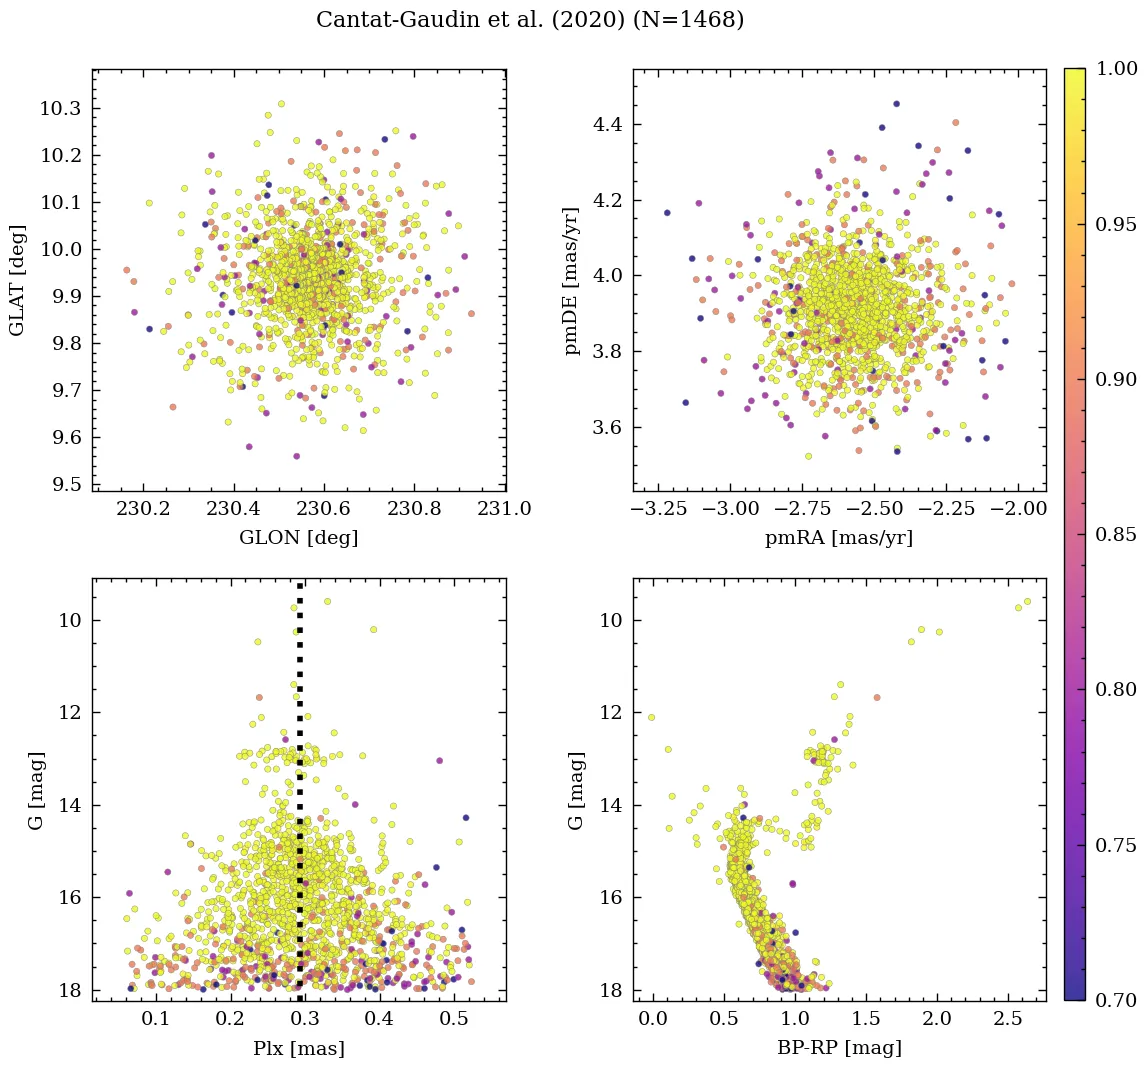 Cantat-Gaudin et al. (2020) (N=1468)
10.3
10.2
10.1
10.0
9.9
9.8
9.7
9.6
9.5
GLAT [deg]
230.2 230.4 230.6 230.8 231.0
GLON [deg]
4.4
4.2
4.0
3.8
3.6
pmDE [mas/yr]
−3.25 −3.00 −2.75 −2.50 −2.25 −2.00
pmRA [mas/yr]
1.00
0.95
0.90
0.85
0.80
0.75
0.70
10
12
14
16
18
G [mag]
0.1 0.2 0.3 0.4 0.5
Plx [mas]
10
12
14
16
18
G [mag]
0.0 0.5 1.0 1.5 2.0 2.5
BP-RP [mag]